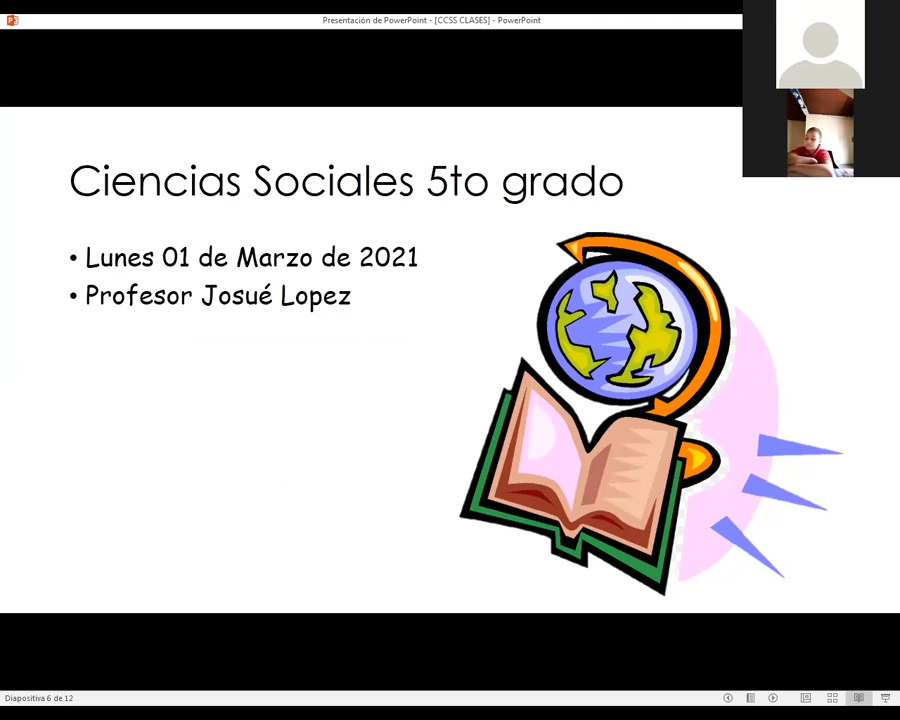 Presentación de PowerPoint - [CCSS CLASES] - PowerPoint
Ciencias Sociales 5to grado
• Lunes 01 de Marzo de 2021
• Profesor Josué Lopez
Diapositiva 6 de 12